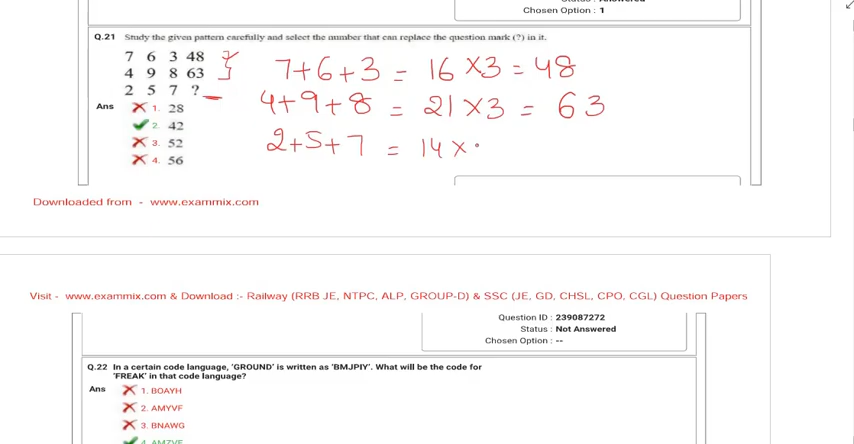 Chosen Option : 1
Q.21 Study the given pattern carefully and select the number that can replace the question mark (?) in it.
7 6 3 48
4 9 8 63
2 5 7 ?
7+6+3 = 16 ×3 = 48
4+9+8 = 21 ×3 = 63
2+5+7 = 14 ×
Ans
1. 28
2. 42
3. 52
4. 56
Downloaded from - www.exammix.com
Visit - www.exammix.com & Download :- Railway (RRB JE, NTPC, ALP, GROUP-D) & SSC (JE, GD, CHSL, CPO, CGL) Question Papers
Question ID : 239087272
Status : Not Answered
Chosen Option : --
Q.22 In a certain code language, 'GROUND' is written as 'BMJPIY'. What will be the code for
'FREAK' in that code language?
Ans
1. BOAYH
2. AMYVF
3. BNAWG
4. AMZVF